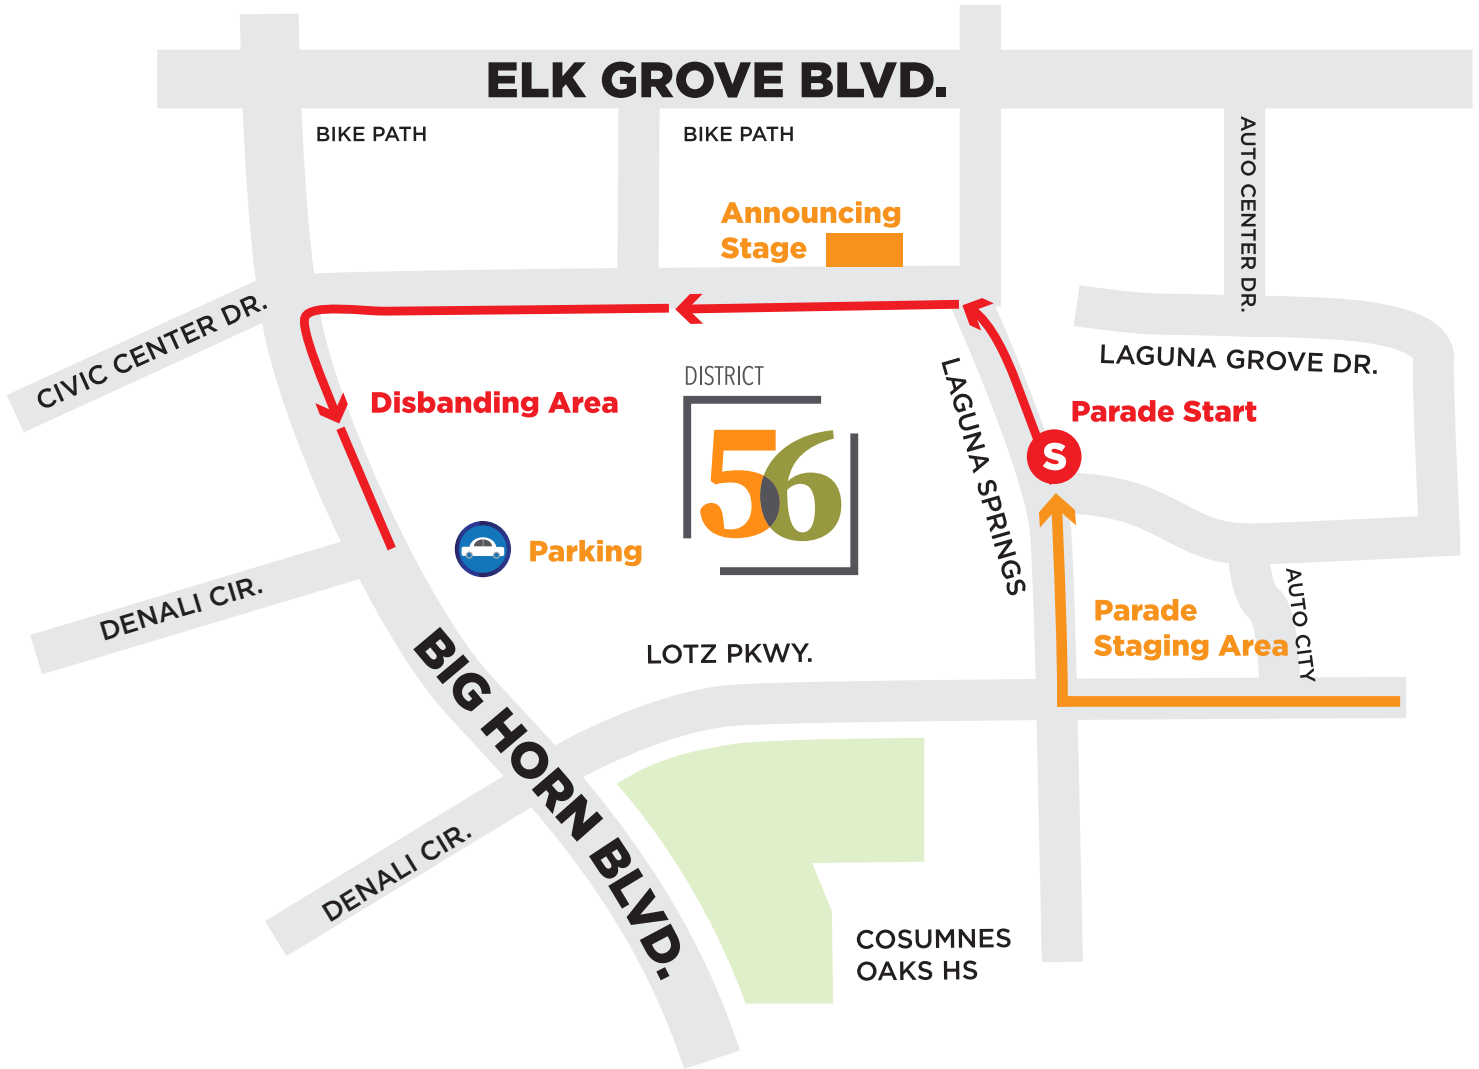 ELK GROVE BLVD.
BIKE PATH
BIKE PATH
AUTO CENTER DR.
Announcing
Stage
CIVIC CENTER DR.
LAGUNA GROVE DR.
DISTRICT
56
Disbanding Area
LAGUNA SPRINGS
Parade Start
S
Parking
DENALI CIR.
AUTO CITY
Parade
Staging Area
LOTZ PKWY.
BIG HORN BLVD.
DENALI CIR.
COSUMNES
OAKS HS